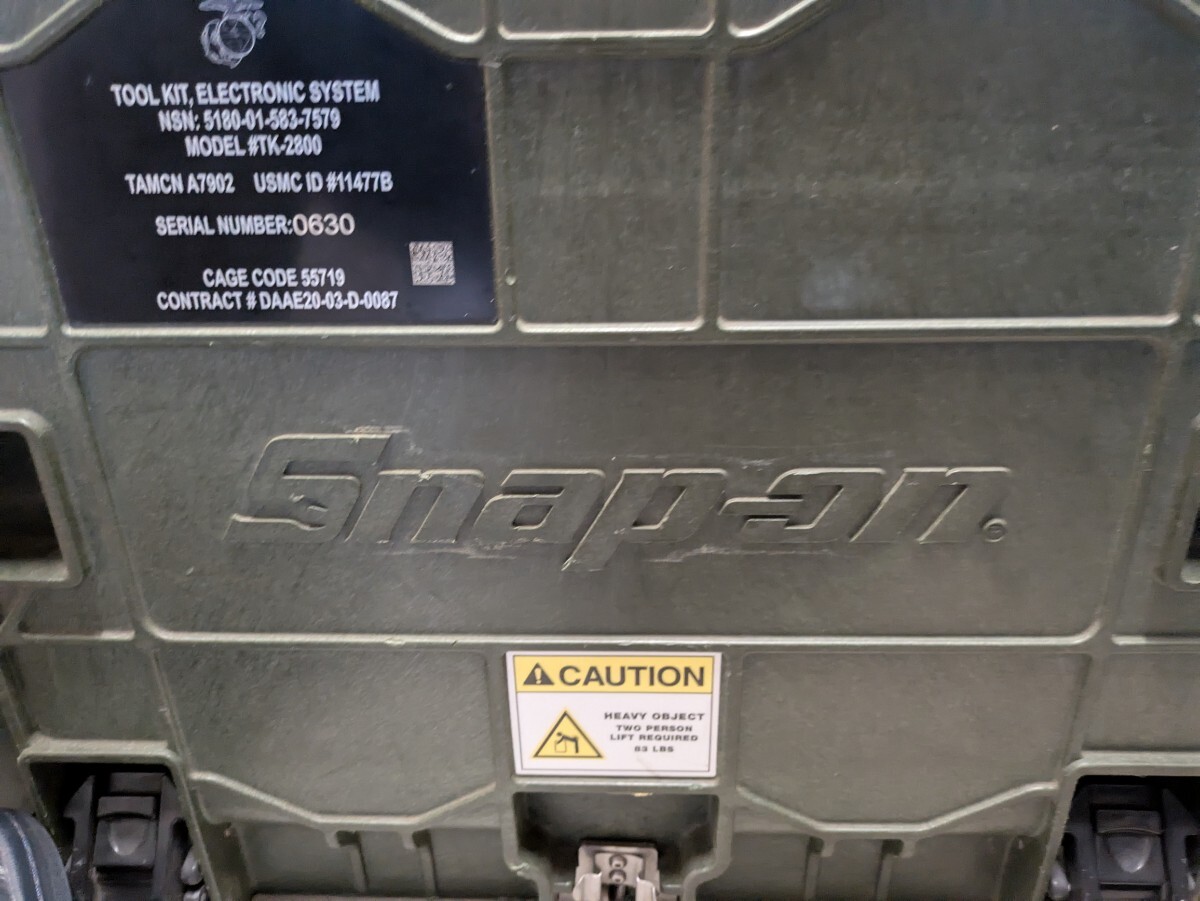 TOOL KIT, ELECTRONIC SYSTEM
NSN: 5180-01-583-7579
MODEL #TK-2800
TAMCN A7902 USMC ID #11477B
SERIAL NUMBER:0630
CAGE CODE 55719
CONTRACT # DAAE20-03-D-0087
Snap-on®
CAUTION
HEAVY OBJECT
TWO PERSON
LIFT REQUIRED
83 LBS